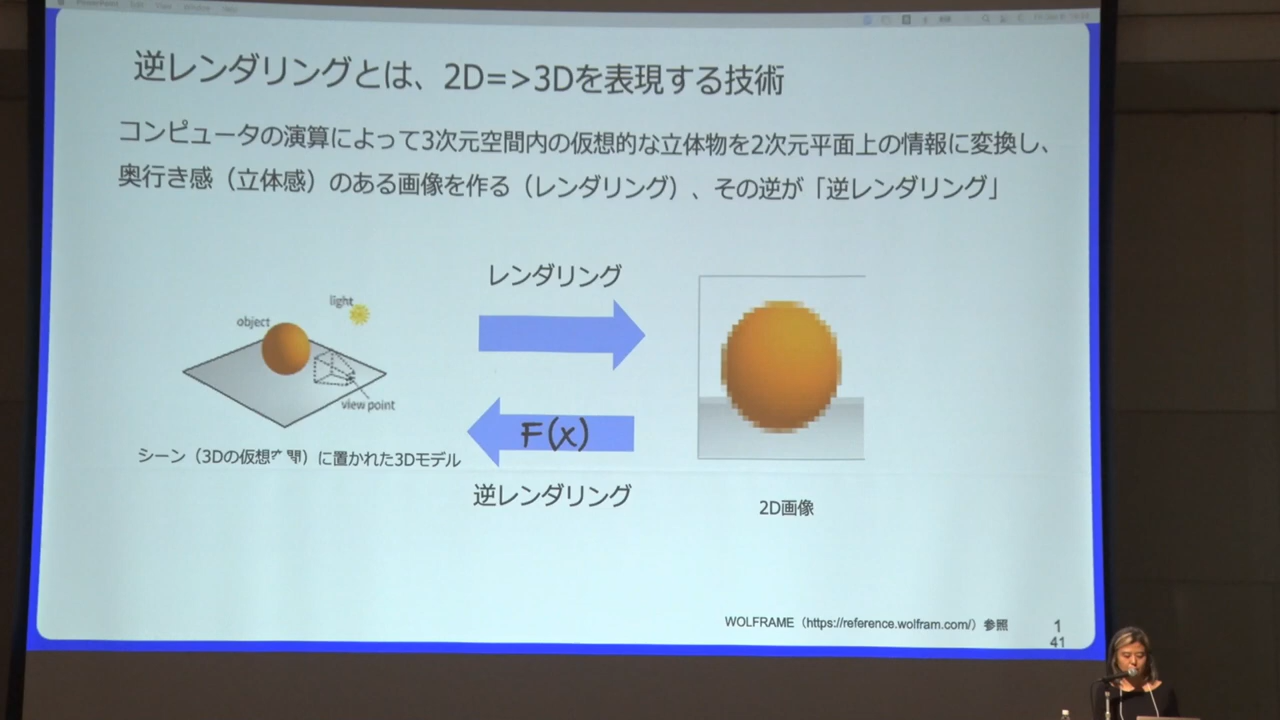 逆レンダリングとは、2D=>3Dを表現する技術
コンピュータの演算によって3次元空間内の仮想的な立体物を2次元平面上の情報に変換し、
奥行き感（立体感）のある画像を作る（レンダリング）、その逆が「逆レンダリング」
レンダリング
light
object
view point
F(x)
シーン（3Dの仮想空間）に置かれた3Dモデル
逆レンダリング
2D画像
WOLFRAME（https://reference.wolfram.com/）参照
1
41